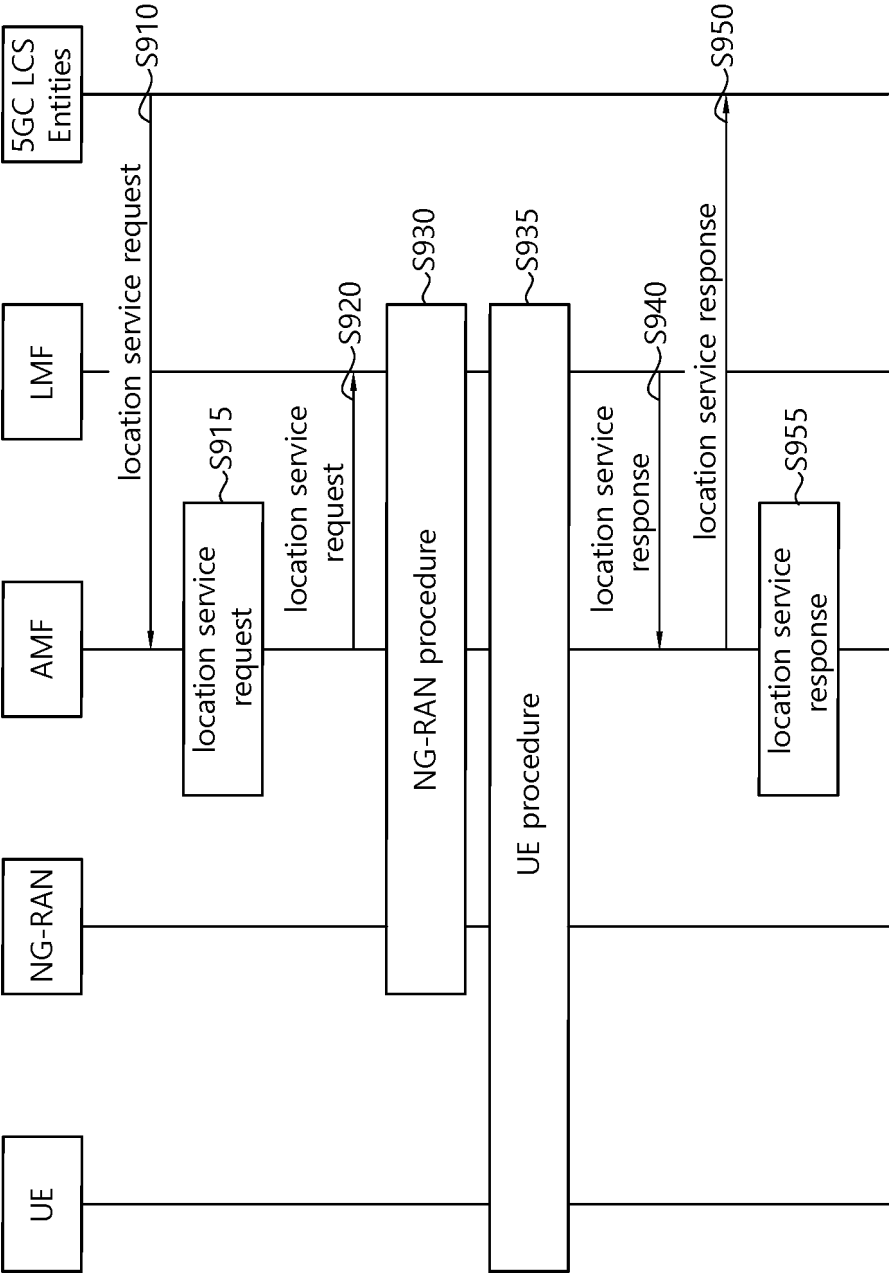 UE
NG-RAN
AMF
LMF
5GC LCS
Entities
location service request
S910
location service
request
S915
location service
request
S920
NG-RAN procedure
S930
UE procedure
S935
location service
response
S940
location service response
S950
location service
response
S955